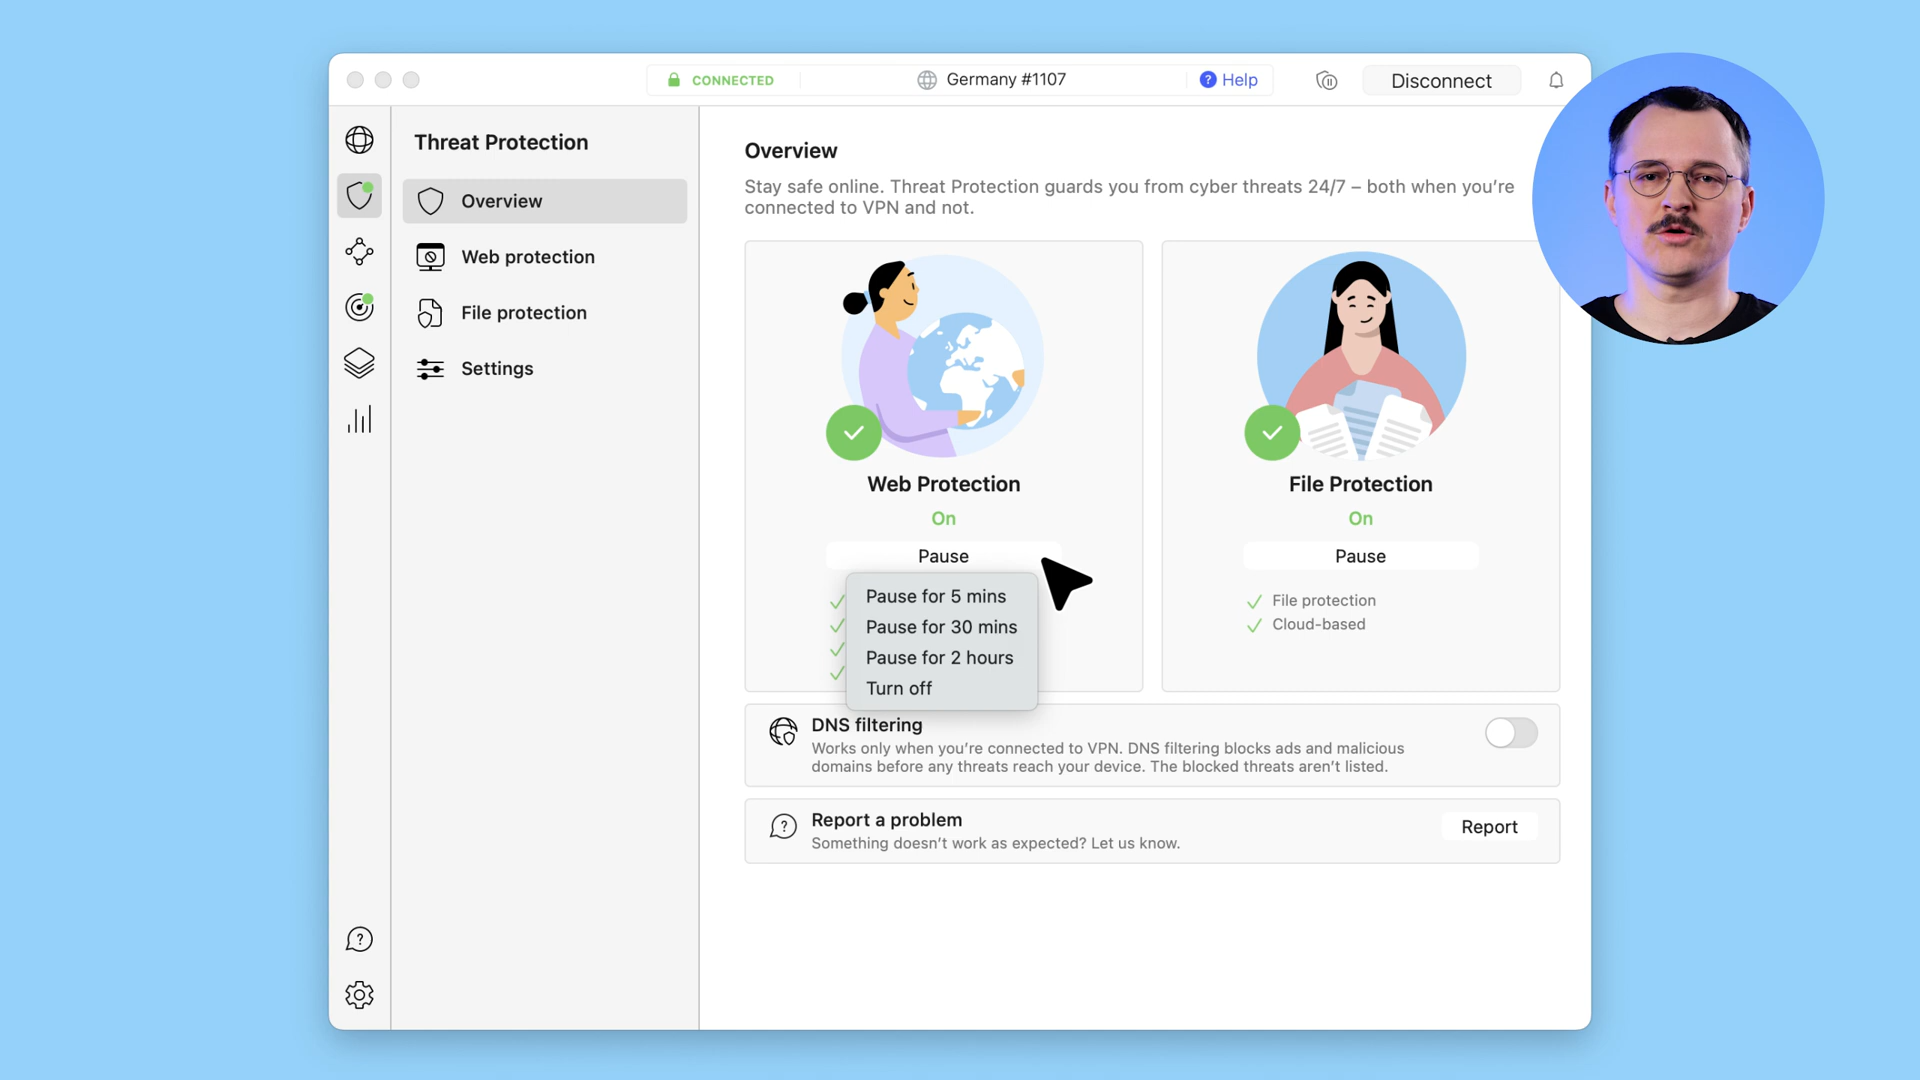 CONNECTED
Germany #1107
Help
Disconnect
Threat Protection
Overview
Web protection
File protection
Settings
Overview
Stay safe online. Threat Protection guards you from cyber threats 24/7 – both when you’re
connected to VPN and not.
Web Protection
On
Pause
Pause for 5 mins
Pause for 30 mins
Pause for 2 hours
Turn off
File Protection
On
Pause
File protection
Cloud-based
DNS filtering
Works only when you’re connected to VPN. DNS filtering blocks ads and malicious
domains before any threats reach your device. The blocked threats aren’t listed.
Report a problem
Something doesn’t work as expected? Let us know.
Report